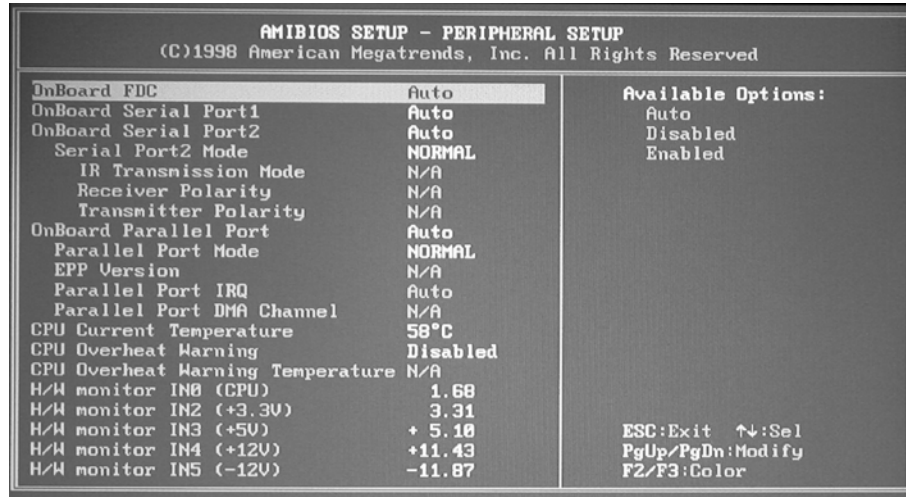 AMIBIOS SETUP - PERIPHERAL SETUP
(C)1998 American Megatrends, Inc. All Rights Reserved
OnBoard FDC Auto
OnBoard Serial Port1 Auto
OnBoard Serial Port2 Auto
Serial Port2 Mode NORMAL
IR Transmission Mode N/A
Receiver Polarity N/A
Transmitter Polarity N/A
OnBoard Parallel Port Auto
Parallel Port Mode NORMAL
EPP Version N/A
Parallel Port IRQ Auto
Parallel Port DMA Channel N/A
CPU Current Temperature 58°C
CPU Overheat Warning Disabled
CPU Overheat Warning Temperature N/A
H/W monitor IN0 (CPU) 1.68
H/W monitor IN2 (+3.3V) 3.31
H/W monitor IN3 (+5V) + 5.10
H/W monitor IN4 (+12V) +11.43
H/W monitor IN5 (-12V) -11.87
Available Options:
Auto
Disabled
Enabled
ESC:Exit ↑↓:Sel
PgUp/PgDn:Modify
F2/F3:Color